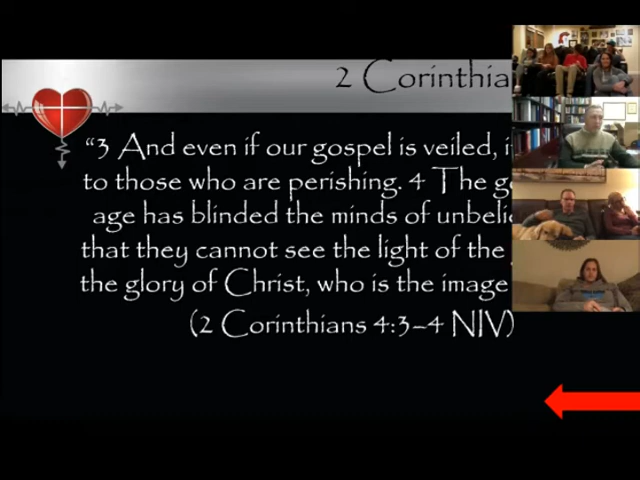 2 Corinthia
“3 And even if our gospel is veiled, i
to those who are perishing. 4 The g
age has blinded the minds of unbeli
that they cannot see the light of the
the glory of Christ, who is the image
(2 Corinthians 4:3–4 NIV)